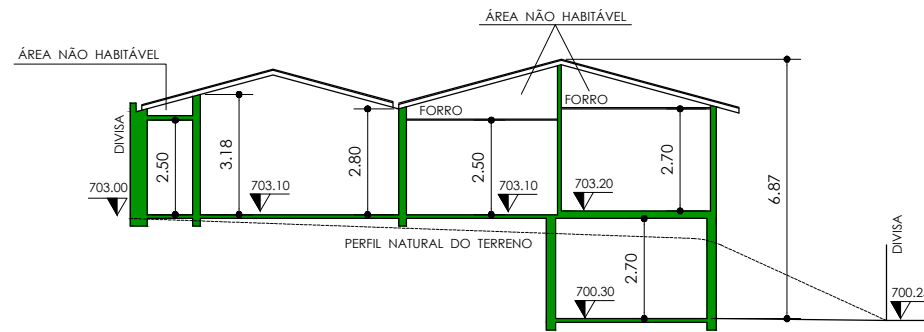 ÁREA NÃO HABITÁVEL
ÁREA NÃO HABITÁVEL
FORRO
FORRO
DIVISA
2.50
3.18
2.80
2.50
2.70
6.87
703.00
703.10
703.10
703.20
PERFIL NATURAL DO TERRENO
2.70
DIVISA
700.30
700.2